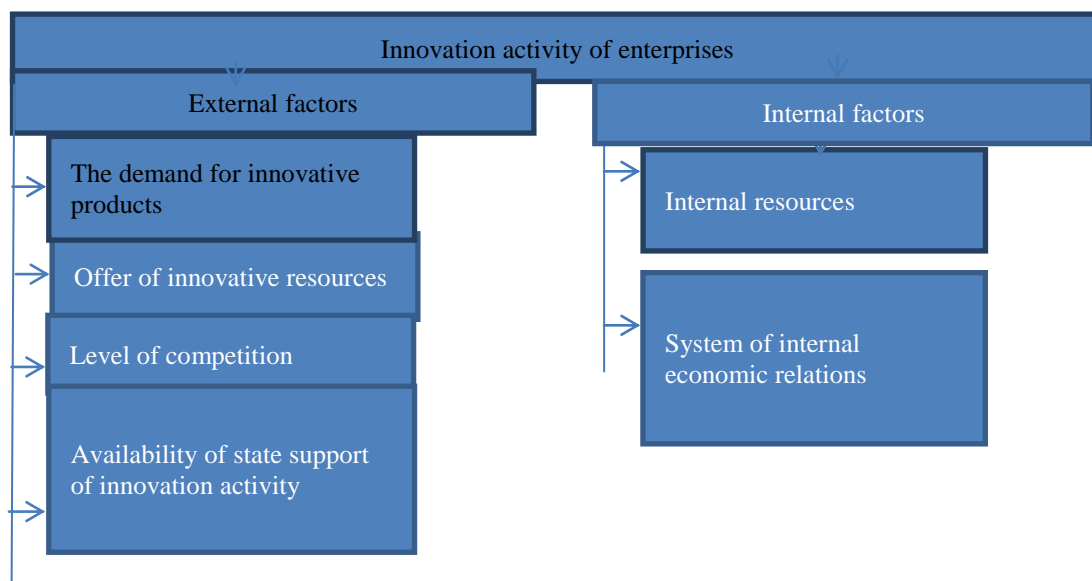 Innovation activity of enterprises
External factors
The demand for innovative
products
Offer of innovative resources
Level of competition
Availability of state support
of innovation activity
Internal factors
Internal resources
System of internal
economic relations